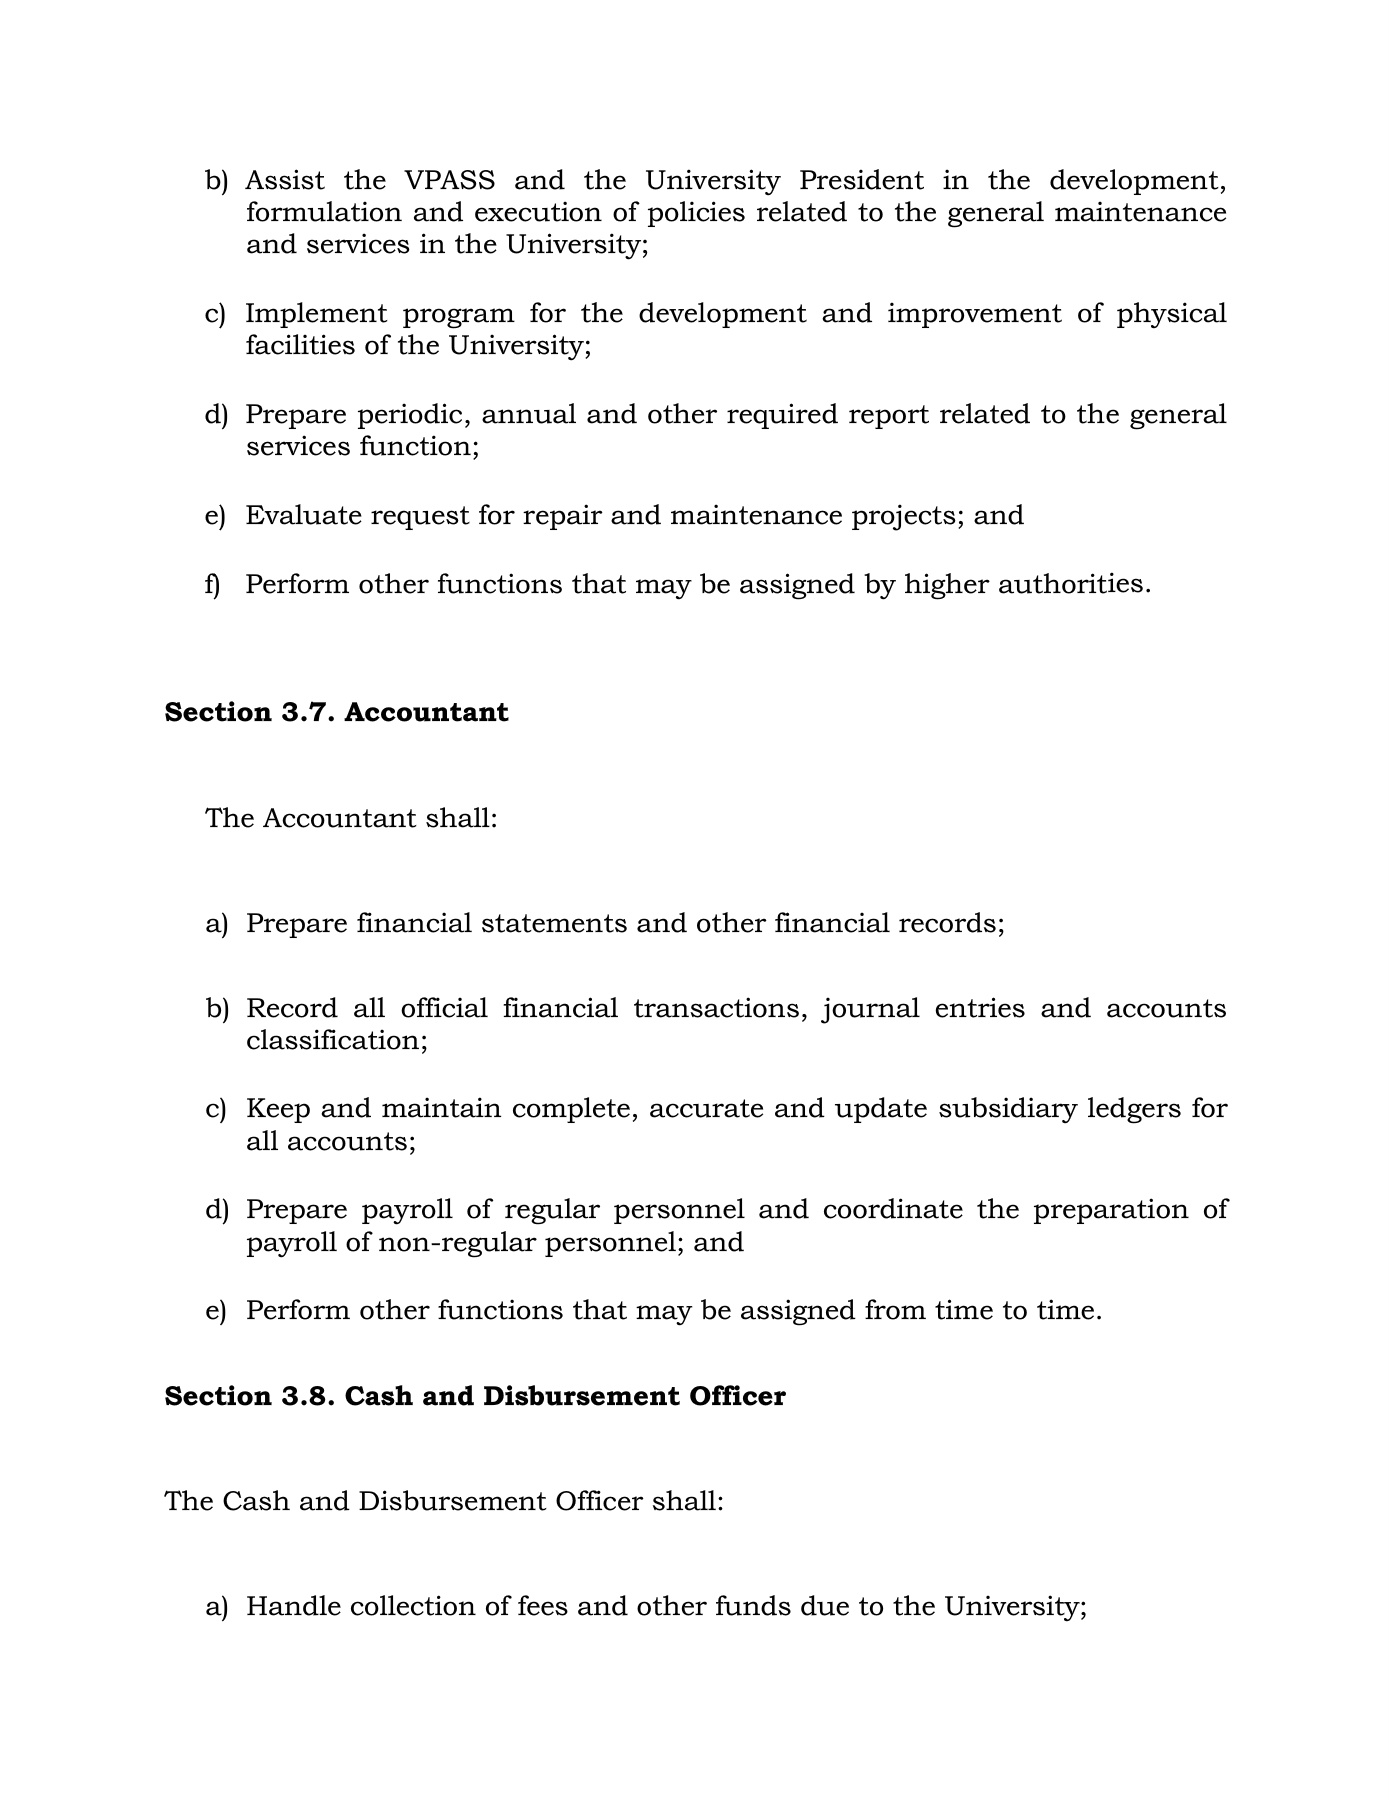 b) Assist the VPASS and the University President in the development,
formulation and execution of policies related to the general maintenance
and services in the University;
c) Implement program for the development and improvement of physical
facilities of the University;
d) Prepare periodic, annual and other required report related to the general
services function;
e) Evaluate request for repair and maintenance projects; and
f) Perform other functions that may be assigned by higher authorities.
Section 3.7. Accountant
The Accountant shall:
a) Prepare financial statements and other financial records;
b) Record all official financial transactions, journal entries and accounts
classification;
c) Keep and maintain complete, accurate and update subsidiary ledgers for
all accounts;
d) Prepare payroll of regular personnel and coordinate the preparation of
payroll of non-regular personnel; and
e) Perform other functions that may be assigned from time to time.
Section 3.8. Cash and Disbursement Officer
The Cash and Disbursement Officer shall:
a) Handle collection of fees and other funds due to the University;